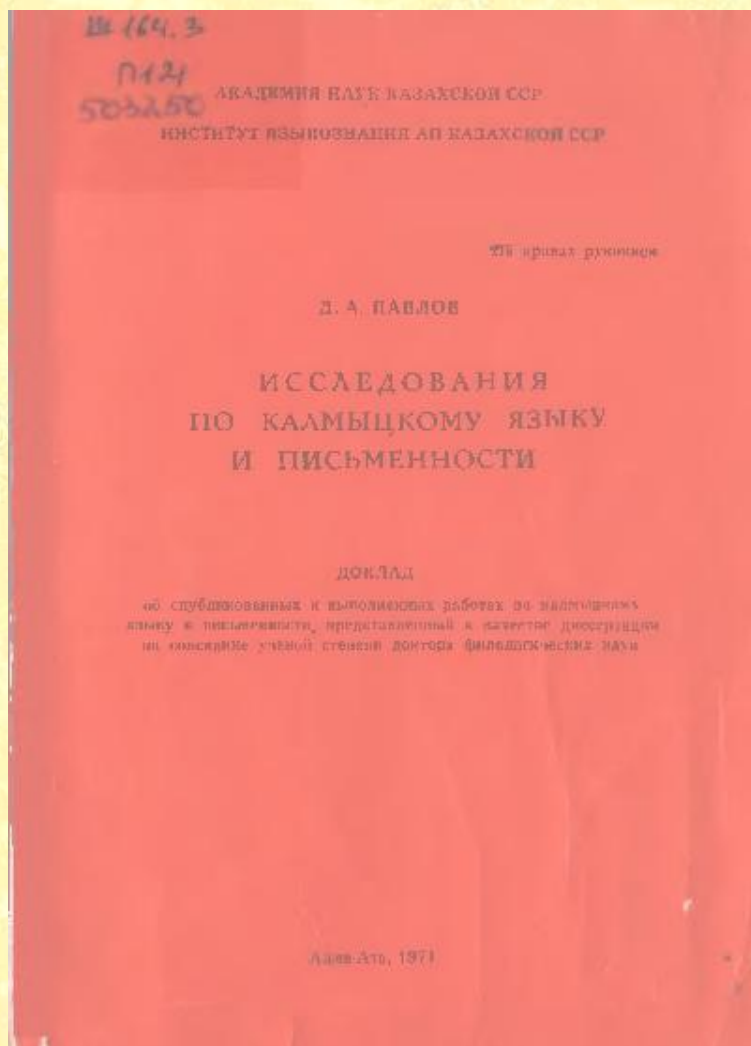 Ш 164.3
П 121
503250
АКАДЕМИЯ НАУК КАЗАХСКОЙ ССР
ИНСТИТУТ ЯЗЫКОЗНАНИЯ АН КАЗАХСКОЙ ССР
На правах рукописи
Д. А. ПАВЛОВ
ИССЛЕДОВАНИЯ
ПО КАЛМЫЦКОМУ ЯЗЫКУ
И ПИСЬМЕННОСТИ
ДОКЛАД
об опубликованных и выполненных работах по калмыцкому
языку и письменности, представленный в качестве диссертации
на соискание ученой степени доктора филологических наук
Алма-Ата, 1971